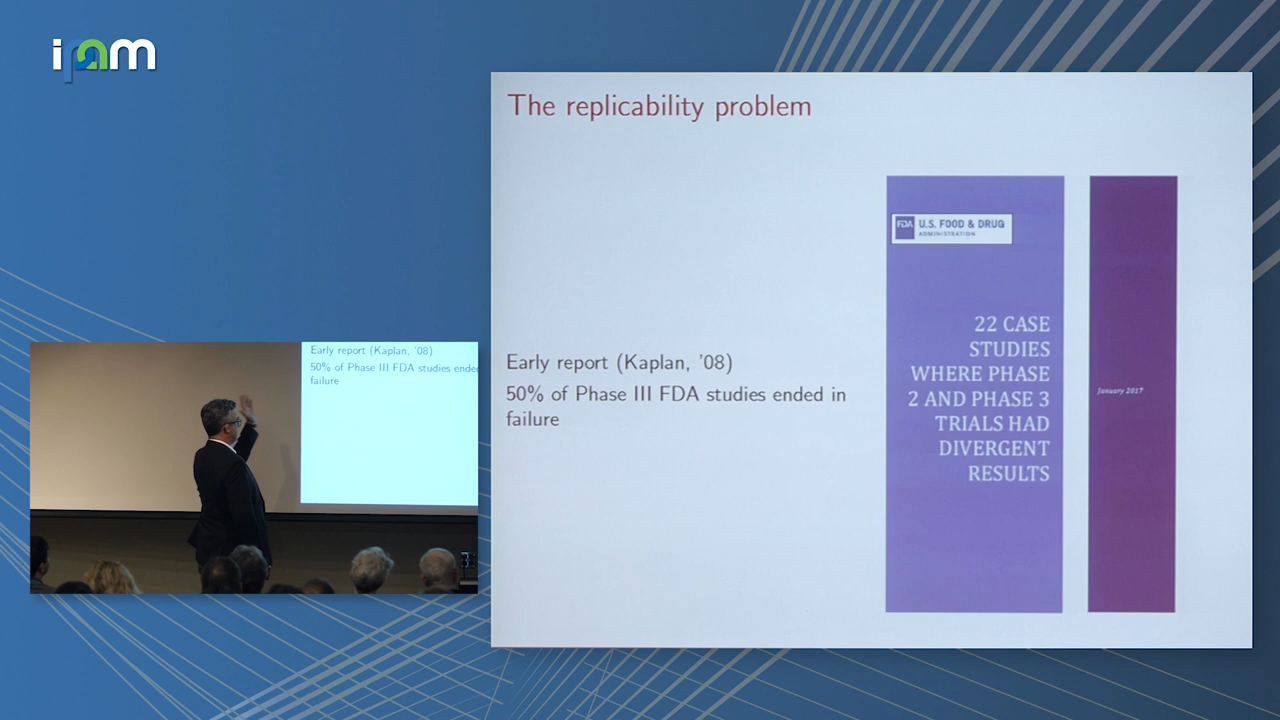 ipam
The replicability problem
FDA U.S. FOOD & DRUG
ADMINISTRATION
22 CASE
STUDIES
WHERE PHASE
2 AND PHASE 3
TRIALS HAD
DIVERGENT
RESULTS
January 2017
Early report (Kaplan, '08)
50% of Phase III FDA studies ended in
failure
Early report (Kaplan, '08)
50% of Phase III FDA studies ended
failure